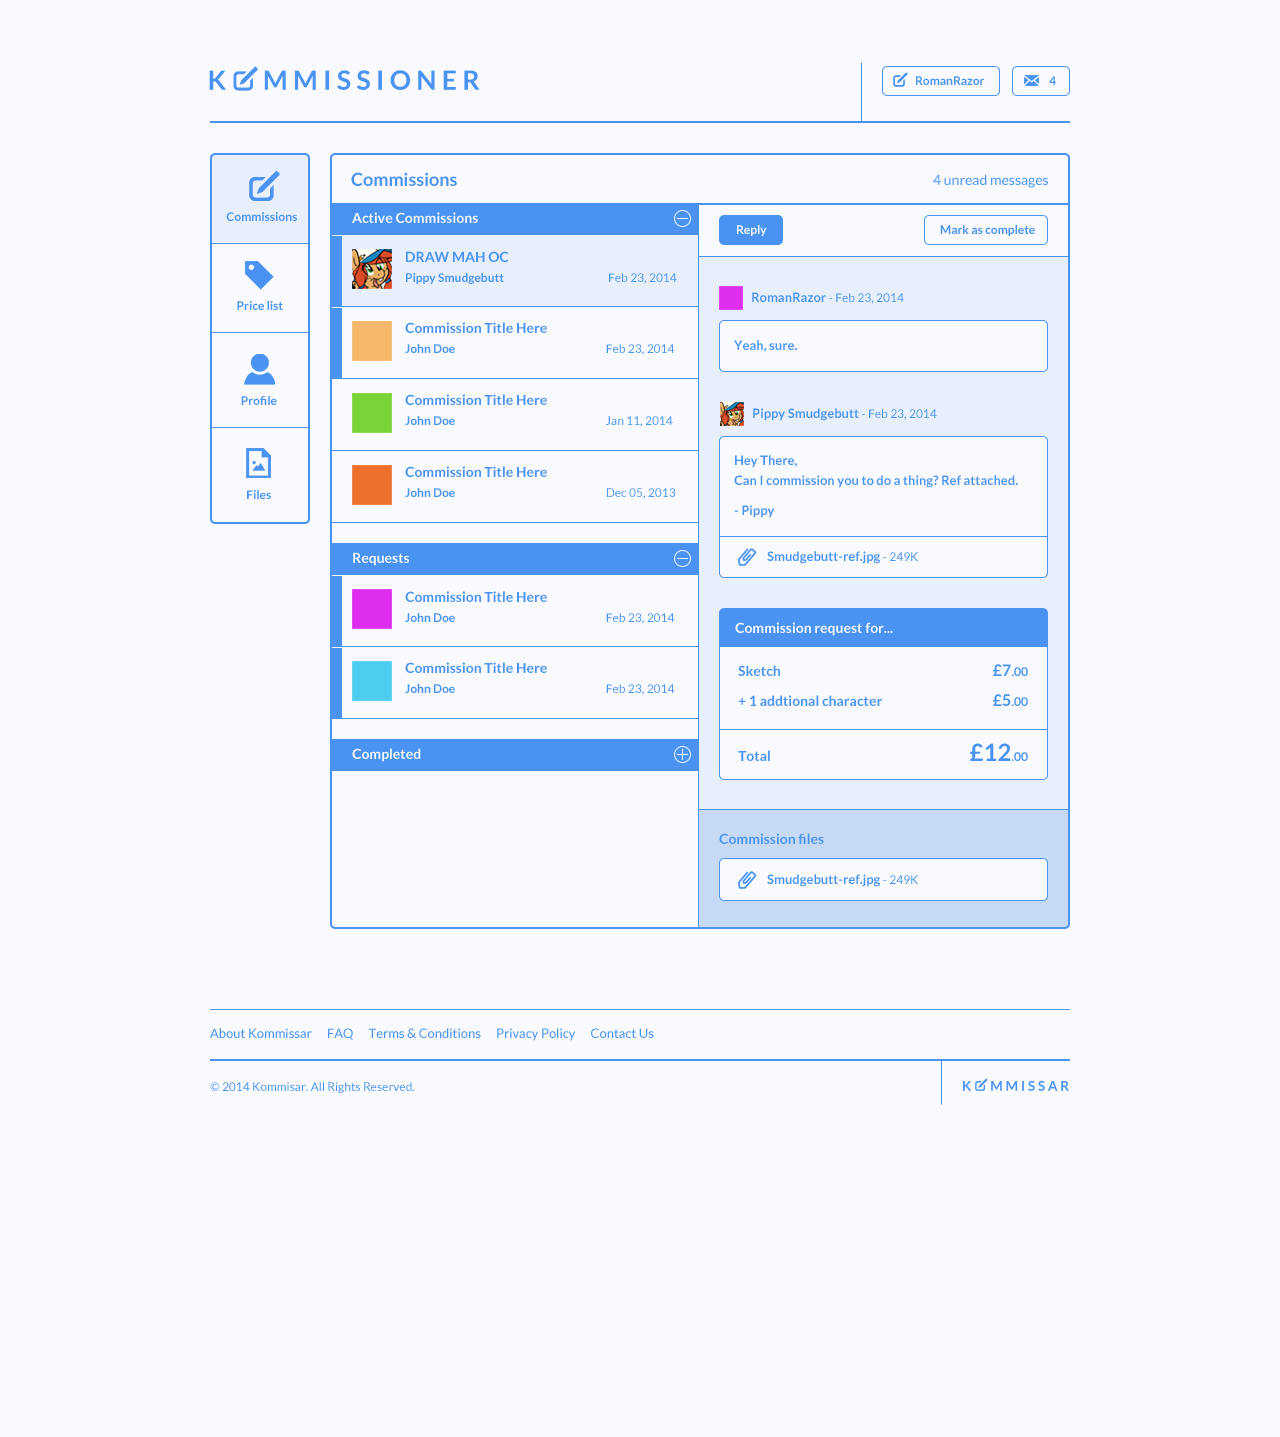 KOMMISSIONER
RomanRazor
4
Commissions
Price list
Profile
Files
Commissions
4 unread messages
Active Commissions
DRAW MAH OC
Pippy Smudgebutt Feb 23, 2014
Commission Title Here
John Doe Feb 23, 2014
Commission Title Here
John Doe Jan 11, 2014
Commission Title Here
John Doe Dec 05, 2013
Requests
Commission Title Here
John Doe Feb 23, 2014
Commission Title Here
John Doe Feb 23, 2014
Completed
Reply
Mark as complete
RomanRazor - Feb 23, 2014
Yeah, sure.
Pippy Smudgebutt - Feb 23, 2014
Hey There,
Can I commission you to do a thing? Ref attached.
- Pippy
Smudgebutt-ref.jpg - 249K
Commission request for...
Sketch £7.00
+ 1 addtional character £5.00
Total £12.00
Commission files
Smudgebutt-ref.jpg - 249K
About Kommissar FAQ Terms & Conditions Privacy Policy Contact Us
© 2014 Kommisar. All Rights Reserved.
KOMMISSAR